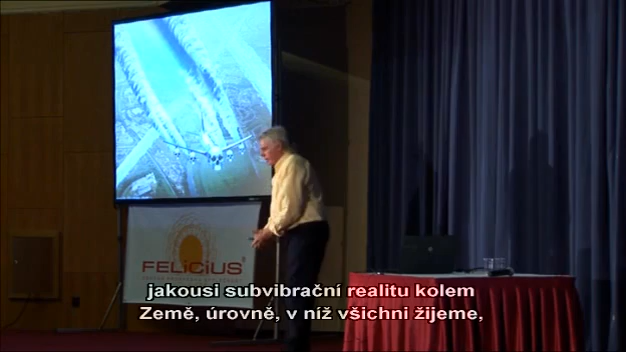 FELiCiUS
jakousi subvibrační realitu kolem
Země, úrovně, v níž všichni žijeme,